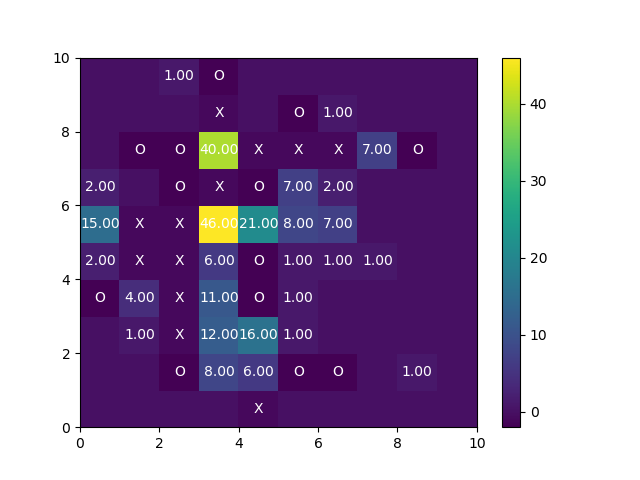 10
1.00 O
X O 1.00 40
8
O O 40.00 X X X 7.00 O
2.00 O X O 7.00 2.00 30
6
15.00 X X 46.00 21.00 8.00 7.00
20
2.00 X X 6.00 O 1.00 1.00 1.00
4
O 4.00 X 11.00 O 1.00
10
1.00 X 12.00 16.00 1.00
2
O 8.00 6.00 O O 1.00
X 0
0
0 2 4 6 8 10